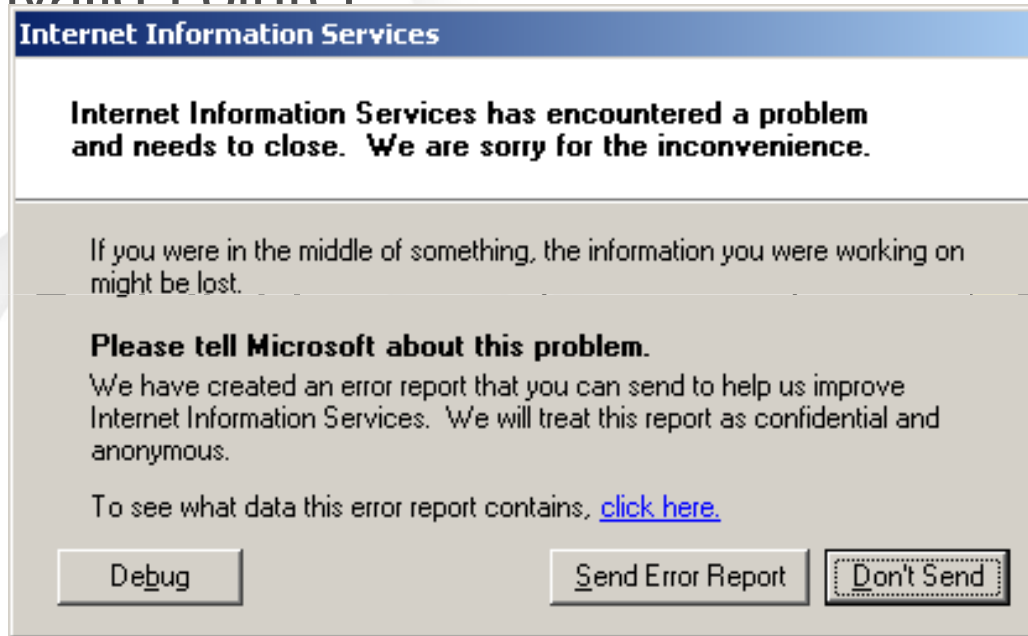 Internet Information Services
Internet Information Services has encountered a problem
and needs to close.  We are sorry for the inconvenience.
If you were in the middle of something, the information you were working on
might be lost.
Please tell Microsoft about this problem.
We have created an error report that you can send to help us improve
Internet Information Services.  We will treat this report as confidential and
anonymous.
To see what data this error report contains, click here.
Debug
Send Error Report
Don't Send